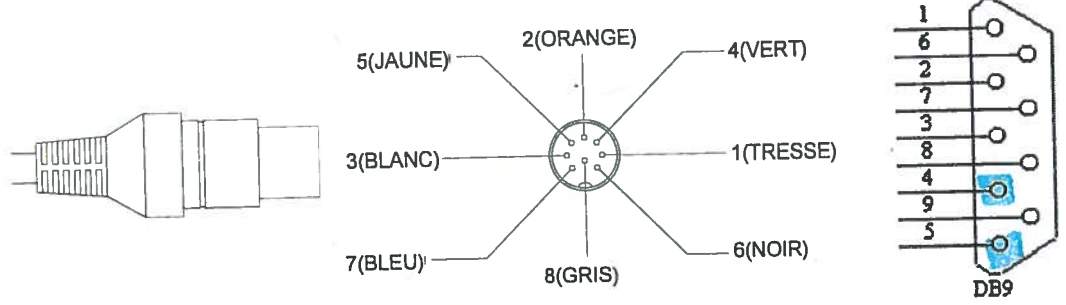 2(ORANGE)
5(JAUNE)
4(VERT)
3(BLANC)
1(TRESSE)
7(BLEU)
6(NOIR)
8(GRIS)
1
6
2
7
3
8
4
9
5
DB9